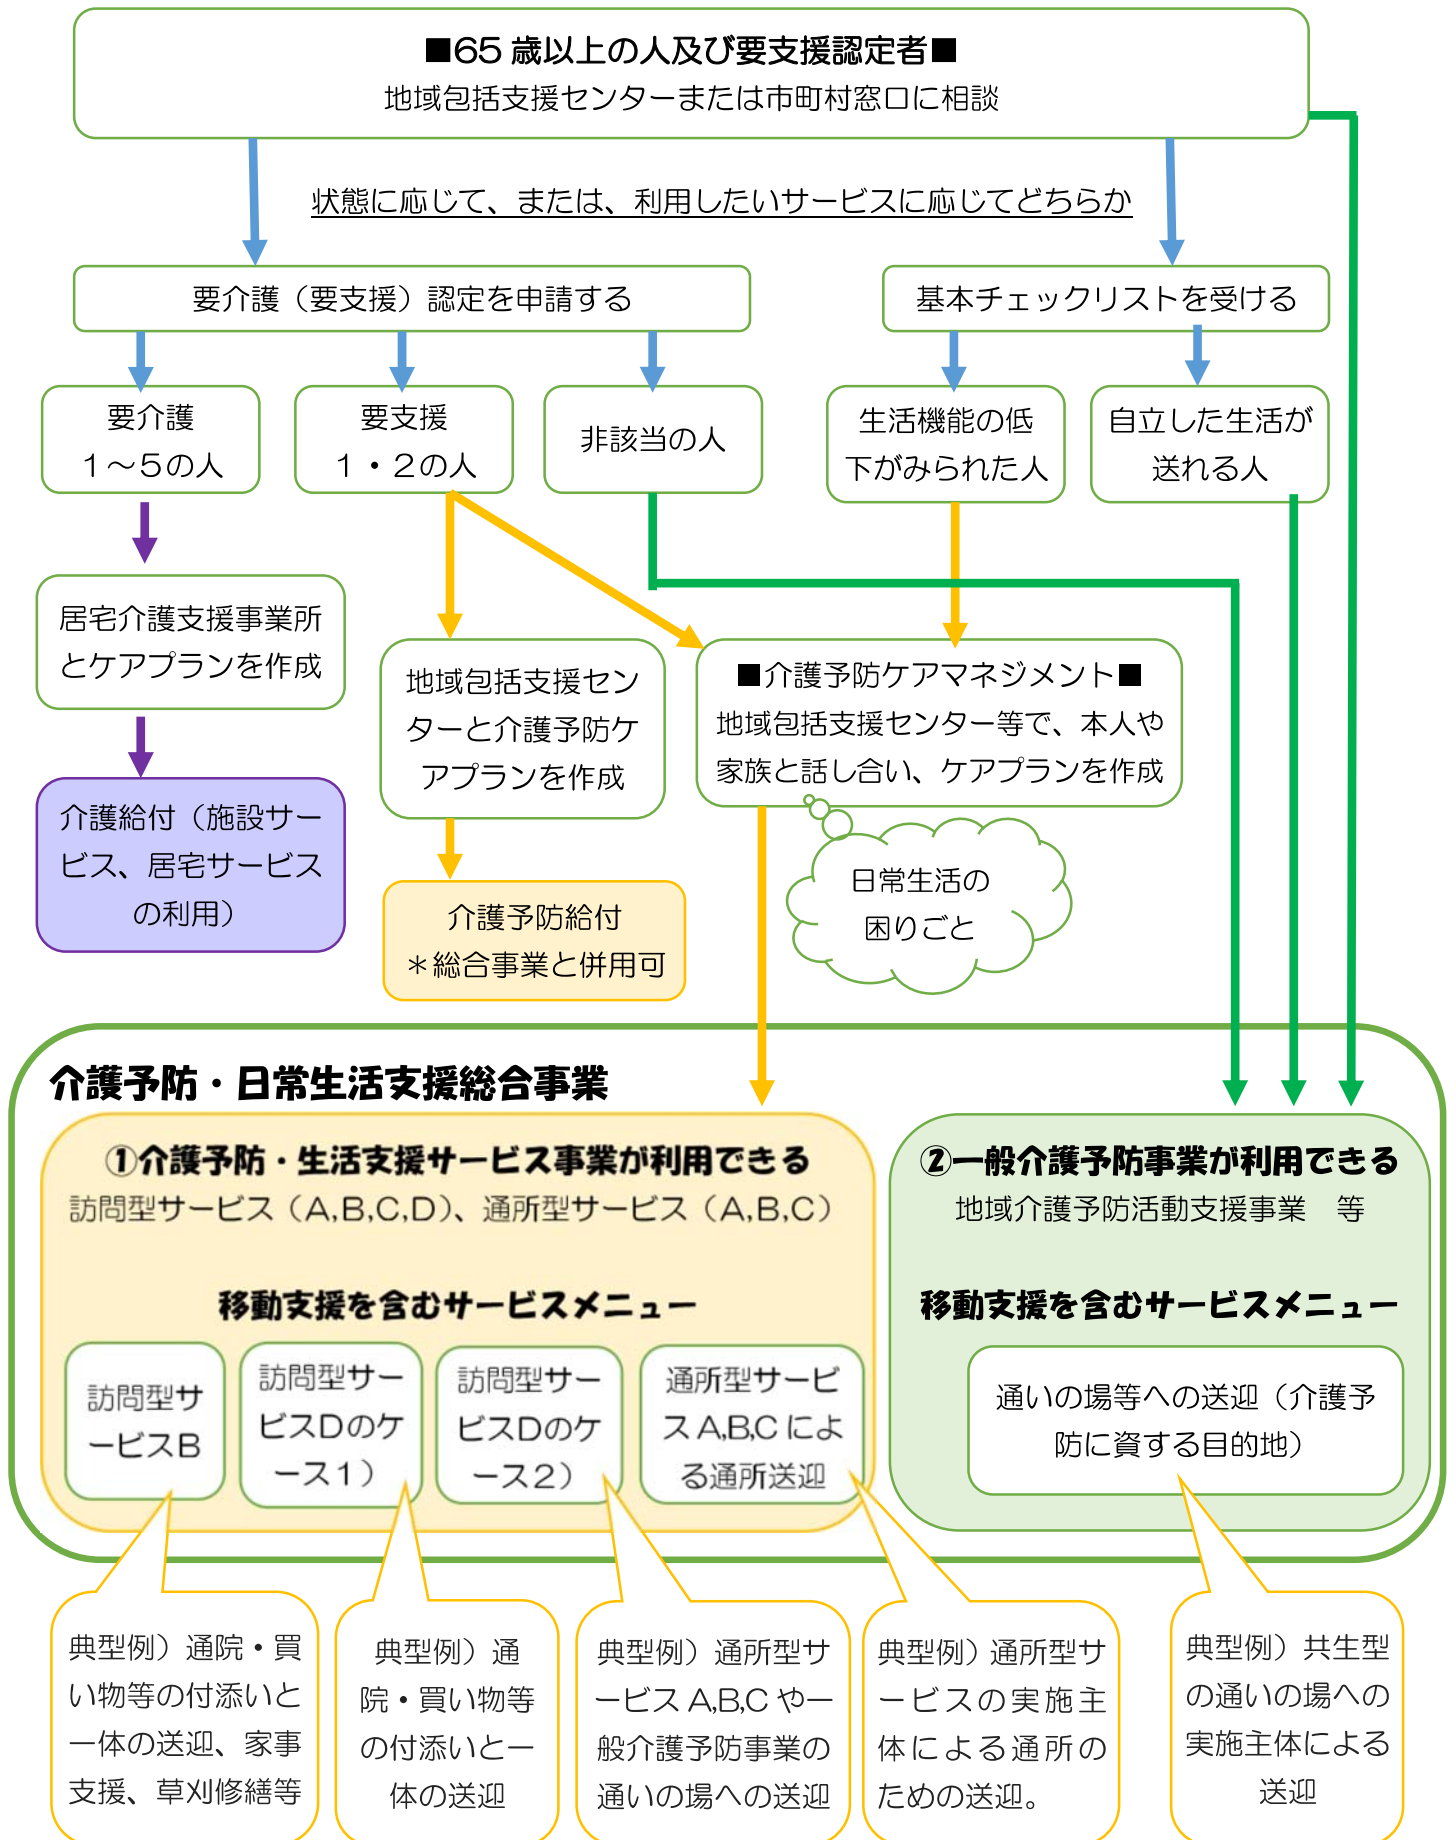 ■65 歳以上の人及び要支援認定者■
地域包括支援センターまたは市町村窓口に相談
状態に応じて、または、利用したいサービスに応じてどちらか
要介護（要支援）認定を申請する
基本チェックリストを受ける
要介護
１～５の人
要支援
１・２の人
非該当の人
生活機能の低
下がみられた人
自立した生活が
送れる人
居宅介護支援事業所
とケアプランを作成
地域包括支援セン
ターと介護予防ケ
アプランを作成
■介護予防ケアマネジメント■
地域包括支援センター等で、本人や
家族と話し合い、ケアプランを作成
介護給付（施設サー
ビス、居宅サービス
の利用）
介護予防給付
＊総合事業と併用可
日常生活の
困りごと
介護予防・日常生活支援総合事業
①介護予防・生活支援サービス事業が利用できる
訪問型サービス（A,B,C,D）、通所型サービス（A,B,C）
移動支援を含むサービスメニュー
訪問型サ
ービスB
訪問型サー
ビスDのケ
ース１）
訪問型サー
ビスDのケ
ース２）
通所型サービ
スA,B,Cによ
る通所送迎
②一般介護予防事業が利用できる
地域介護予防活動支援事業　等
移動支援を含むサービスメニュー
通いの場等への送迎（介護予
防に資する目的地）
典型例）通院・買
い物等の付添いと
一体の送迎、家事
支援、草刈修繕等
典型例）通
院・買い物等
の付添いと一
体の送迎
典型例）通所型サ
ービス A,B,C や一
般介護予防事業の
通いの場への送迎
典型例）通所型サ
ービスの実施主
体による通所の
ための送迎。
典型例）共生型
の通いの場への
実施主体による
送迎